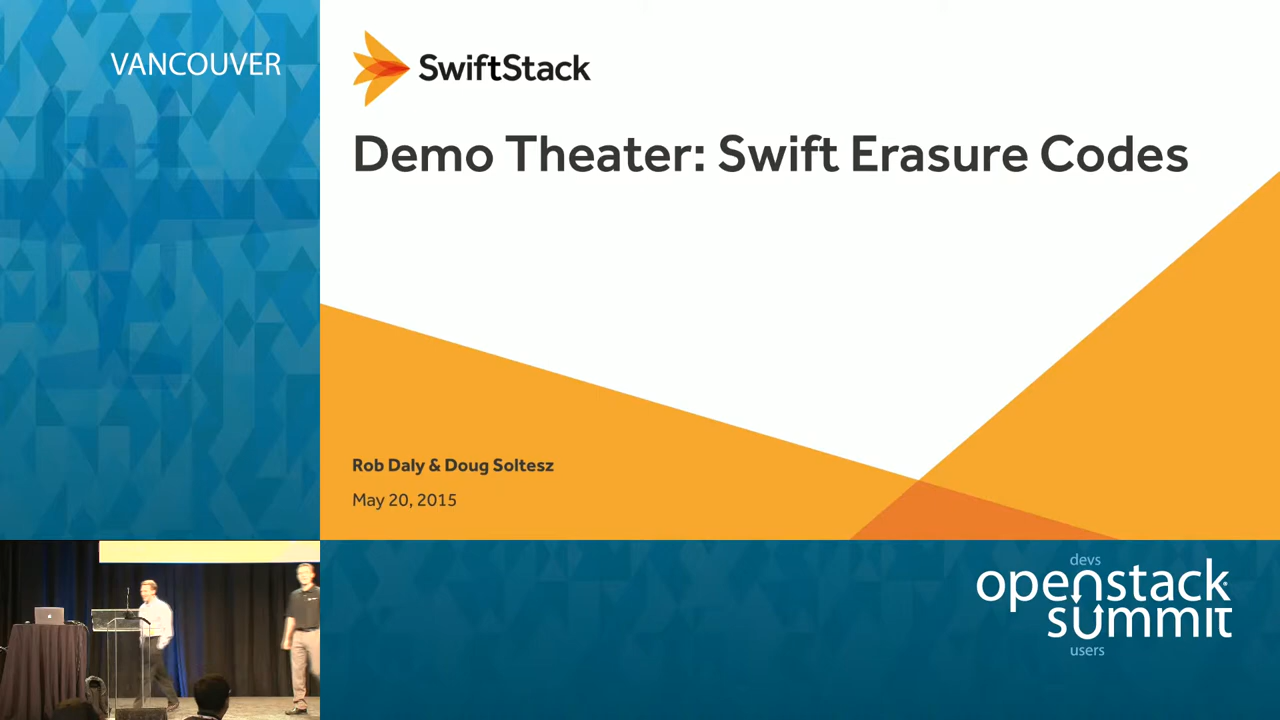 VANCOUVER
SwiftStack
Demo Theater: Swift Erasure Codes
Rob Daly & Doug Soltesz
May 20, 2015
devs
openstack
summit
users